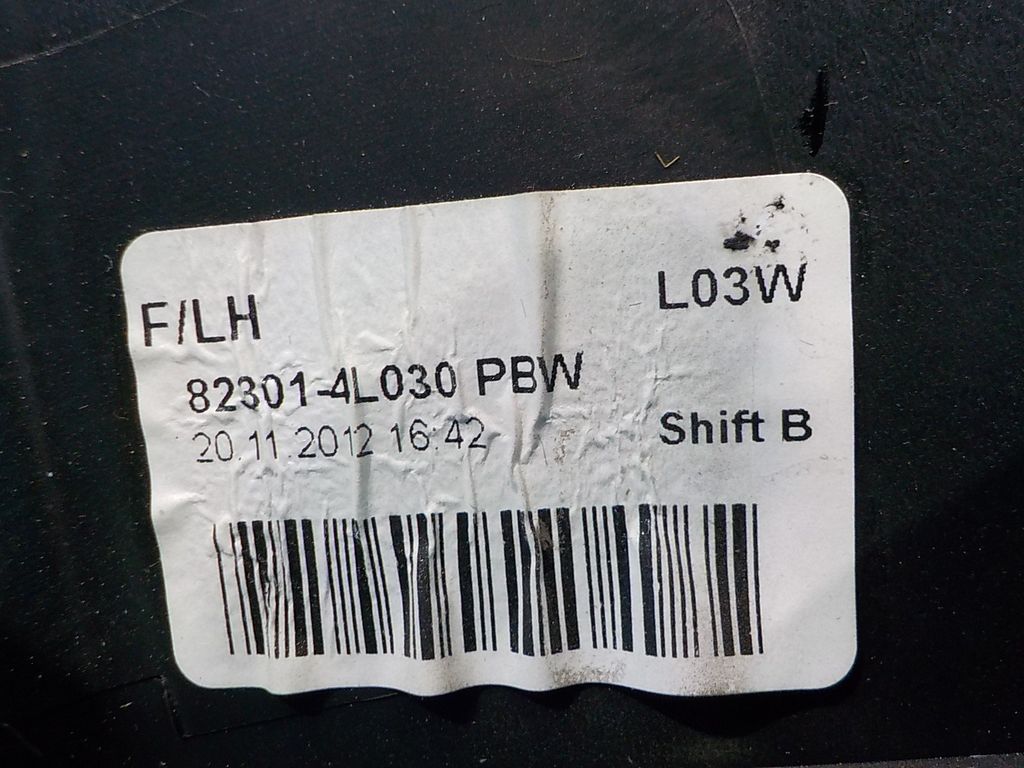 F/LH
L03W
82301-4L030 PBW
20.11.2012 16:42
Shift B